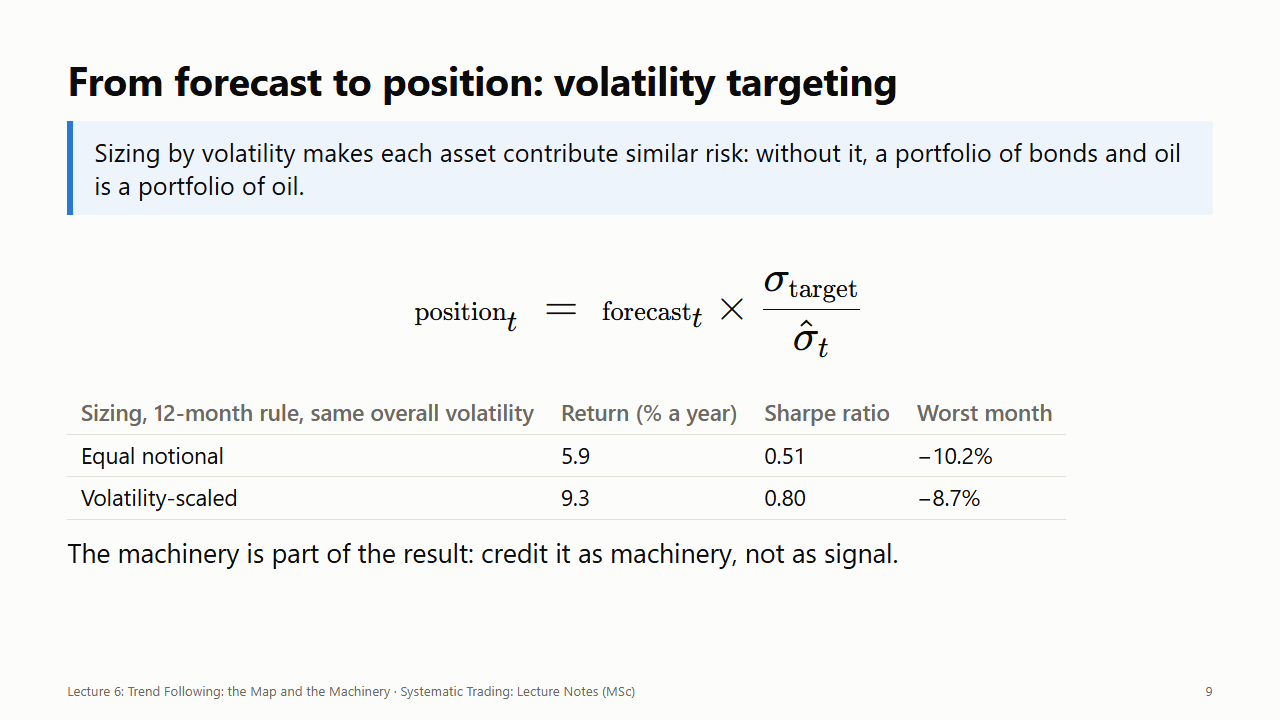 From forecast to position: volatility targeting
Sizing by volatility makes each asset contribute similar risk: without it, a portfolio of bonds and oil
is a portfolio of oil.
position_t = forecast_t × σ_target / σ̂_t
Sizing, 12-month rule, same overall volatility Return (% a year) Sharpe ratio Worst month
Equal notional 5.9 0.51 −10.2%
Volatility-scaled 9.3 0.80 −8.7%
The machinery is part of the result: credit it as machinery, not as signal.
Lecture 6: Trend Following: the Map and the Machinery · Systematic Trading: Lecture Notes (MSc) 9